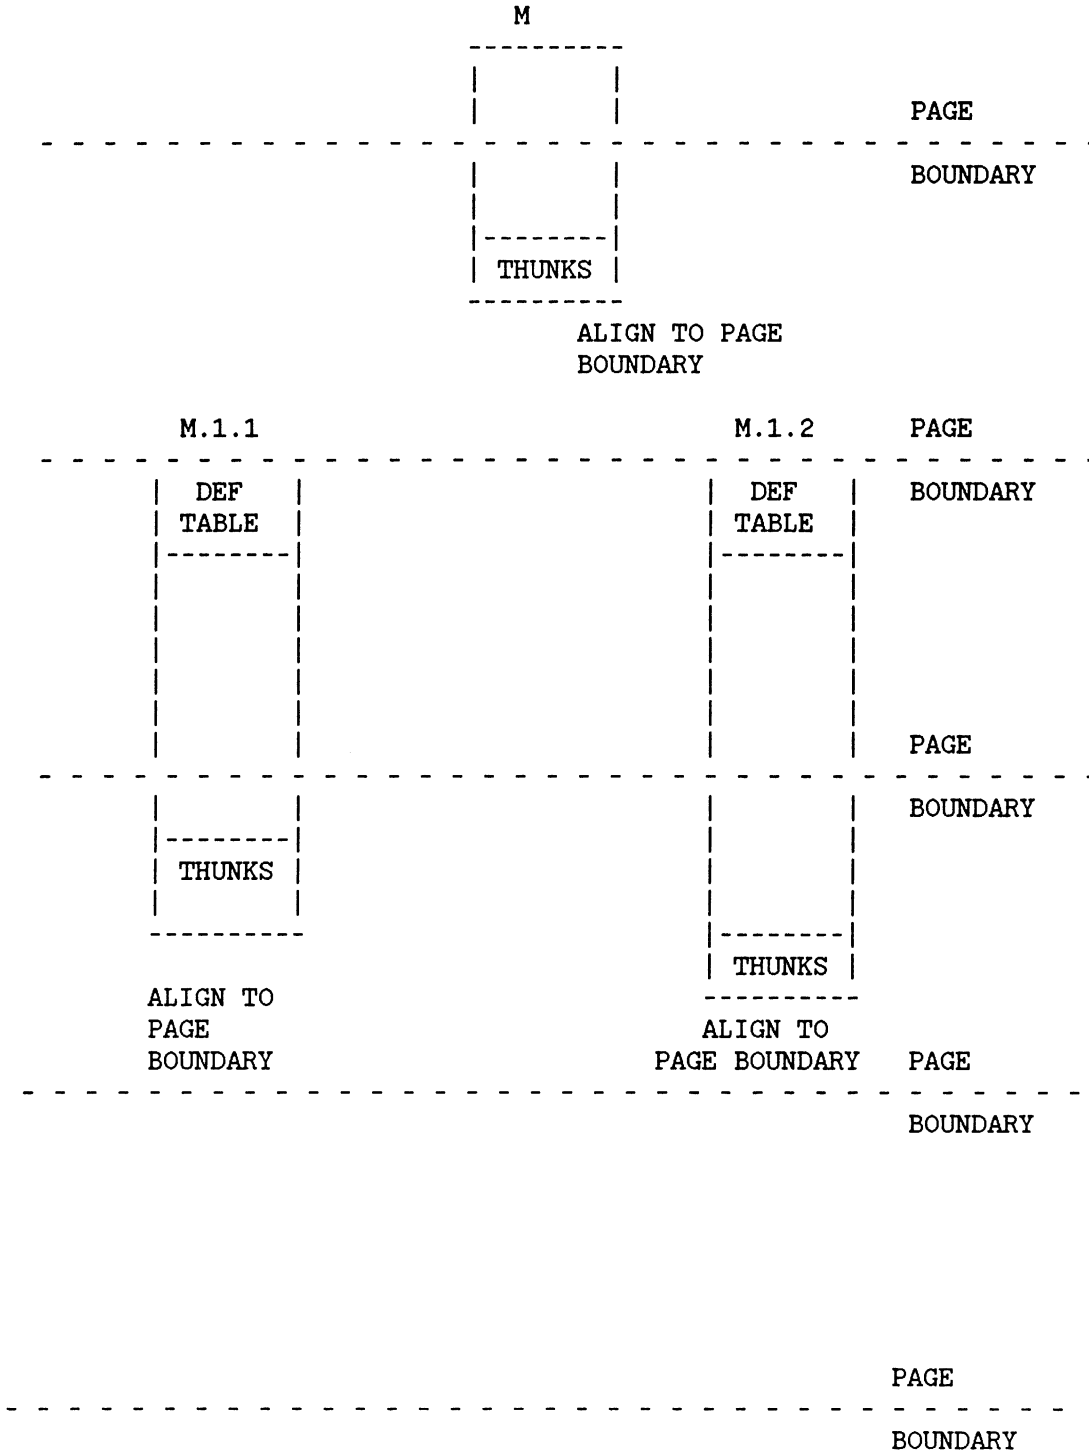 M
PAGE
BOUNDARY
THUNKS
ALIGN TO PAGE
BOUNDARY
M.1.1 M.1.2 PAGE
DEF DEF BOUNDARY
TABLE TABLE
PAGE
BOUNDARY
THUNKS
THUNKS
ALIGN TO
PAGE
BOUNDARY
ALIGN TO
PAGE BOUNDARY
PAGE
BOUNDARY
PAGE
BOUNDARY